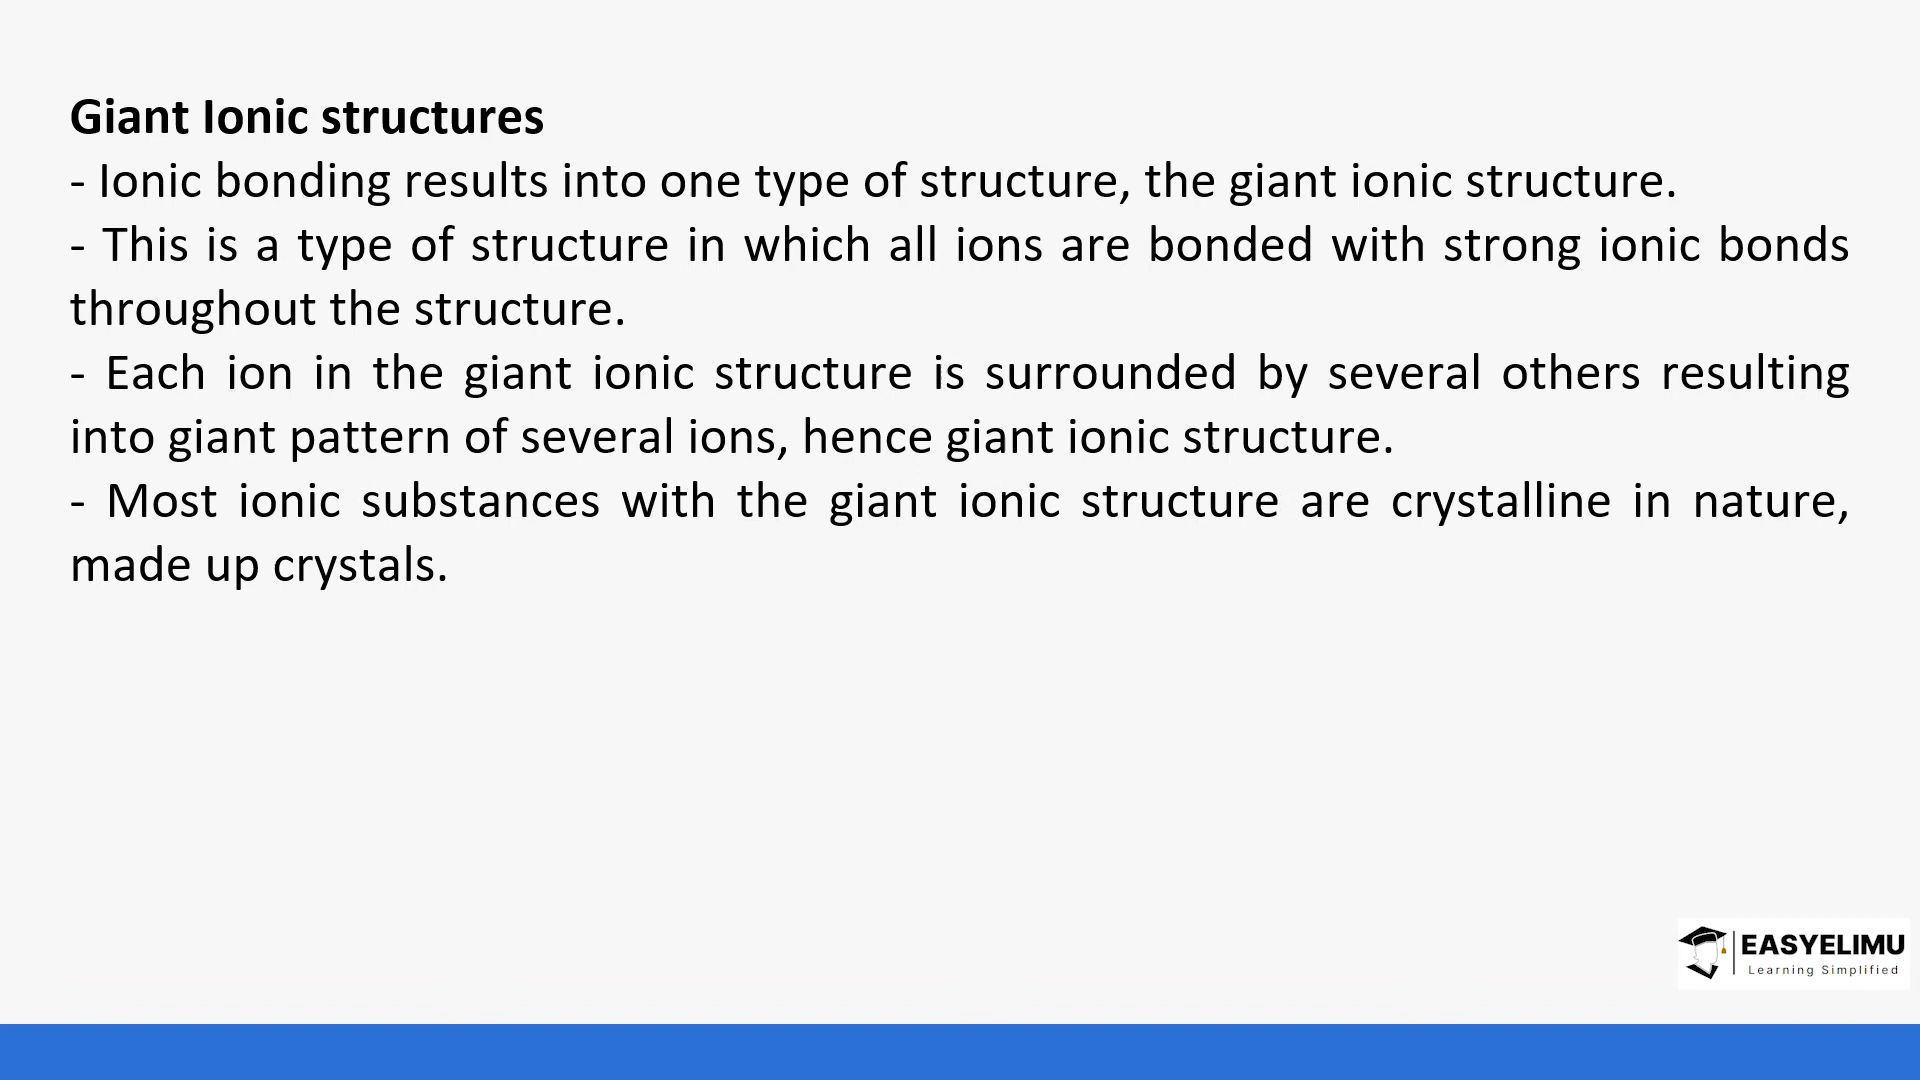 Giant Ionic structures
- Ionic bonding results into one type of structure, the giant ionic structure.
- This is a type of structure in which all ions are bonded with strong ionic bonds
throughout the structure.
- Each ion in the giant ionic structure is surrounded by several others resulting
into giant pattern of several ions, hence giant ionic structure.
- Most ionic substances with the giant ionic structure are crystalline in nature,
made up crystals.
EASYELIMU
Learning Simplified